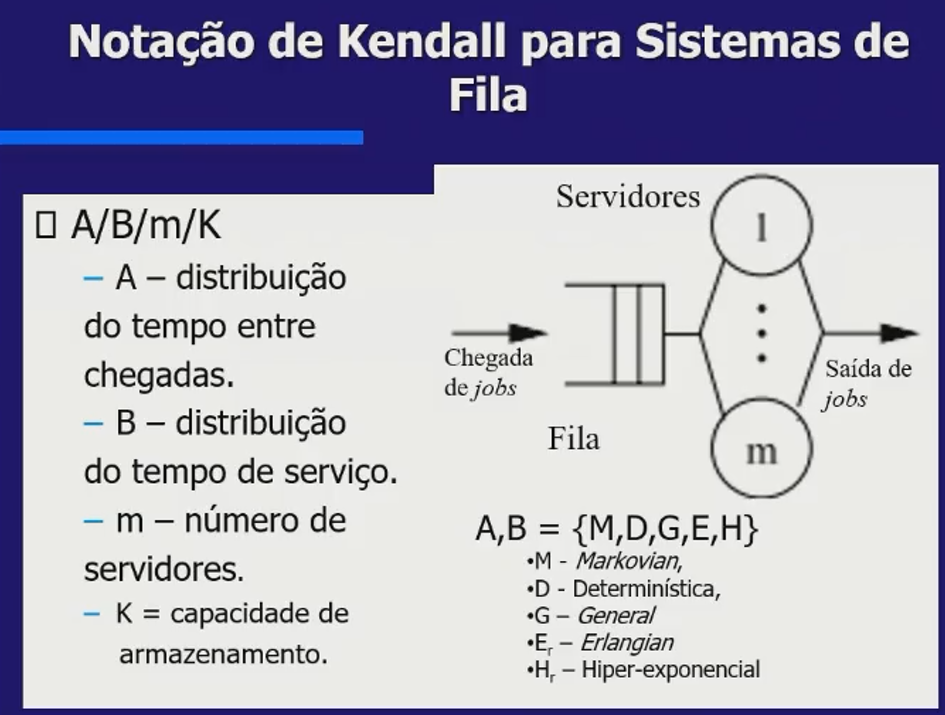 Notação de Kendall para Sistemas de
Fila
A/B/m/K
– A – distribuição
do tempo entre
chegadas.
– B – distribuição
do tempo de serviço.
– m – número de
servidores.
– K = capacidade de
armazenamento.
Servidores
1
Chegada
de jobs
Fila
m
Saída de
jobs
A,B = {M,D,G,E,H}
•M - Markovian,
•D - Determinística,
•G – General
•Er – Erlangian
•Hr – Hiper-exponencial